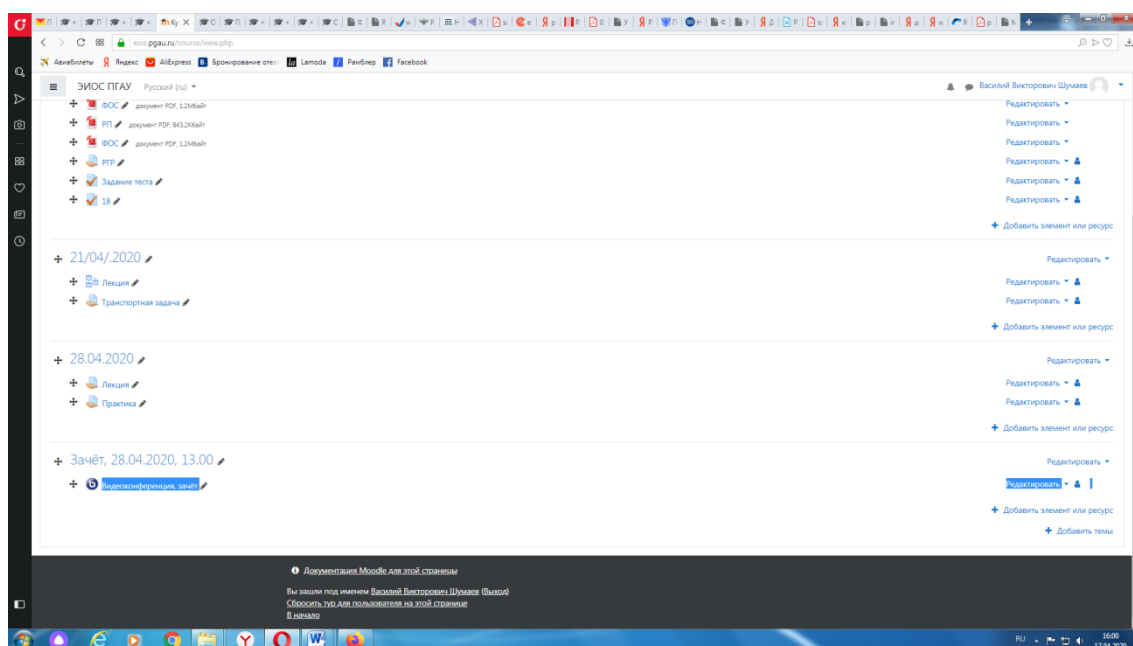 eios.pgau.ru/course/view.php
Авиабилеты Яндекс AliExpress Бронирование отел Lamoda Рамблер Facebook
ЭИОС ПГАУ Русский (ru) Василий Викторович Шумаев
ФОС документ PDF, 1.2Мбайт Редактировать
РП документ PDF, 843.2Кбайт Редактировать
ФОС документ PDF, 1.2Мбайт Редактировать
РГР Редактировать
Задание теста Редактировать
18 Редактировать
Добавить элемент или ресурс
21/04/.2020 Редактировать
Лекция Редактировать
Транспортная задача Редактировать
Добавить элемент или ресурс
28.04.2020 Редактировать
Лекция Редактировать
Практика Редактировать
Добавить элемент или ресурс
Зачёт, 28.04.2020, 13.00 Редактировать
Видеоконференция, зачёт Редактировать
Добавить элемент или ресурс
Добавить темы
Документация Moodle для этой страницы
Вы зашли под именем Василий Викторович Шумаев (Выход)
Сбросить тур для пользователя на этой странице
В начало
RU 16:00
17.04.2020